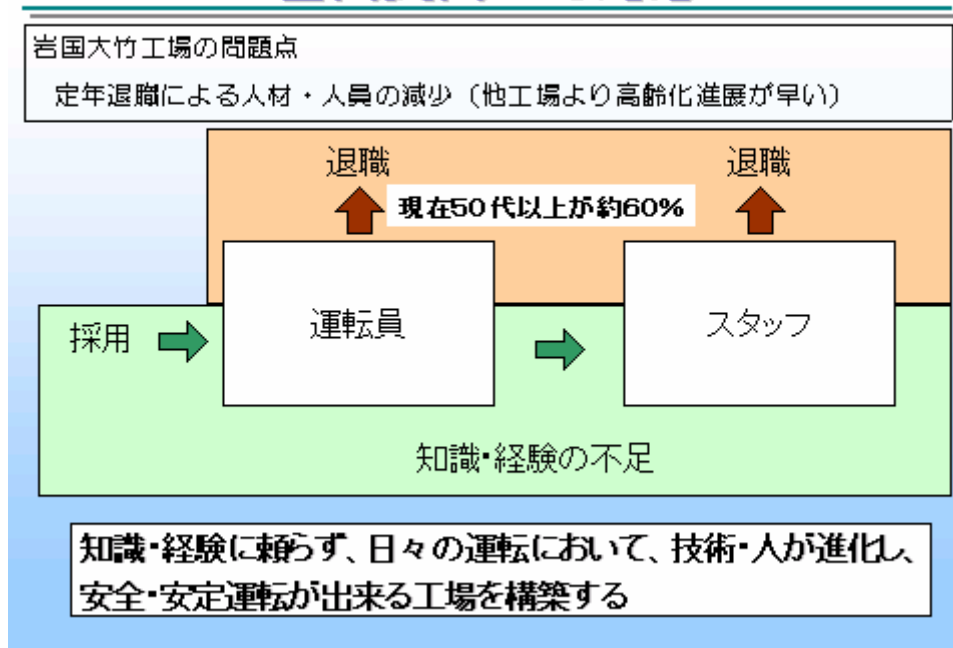 岩国大竹工場の問題点
定年退職による人材・人員の減少（他工場より高齢化進展が早い）
退職
退職
現在50代以上が約60%
採用
運転員
スタッフ
知識・経験の不足
知識・経験に頼らず、日々の運転において、技術・人が進化し、
安全・安定運転が出来る工場を構築する